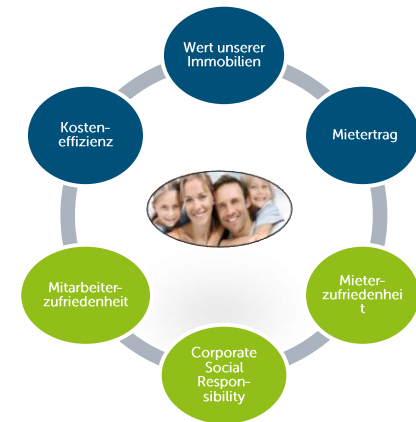 Wert unserer
Immobilien
Kosten-
effizienz
Mietertrag
Mitarbeiter-
zufriedenheit
Mieter-
zufriedenhei
t
Corporate
Social
Respon-
sibility